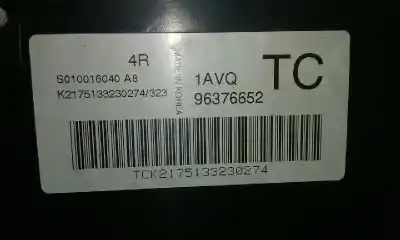 4R
S010016040 A8
K2175133230274/323
MADE IN KOREA
1AVQ
96376652
TC
TCK2175133230274